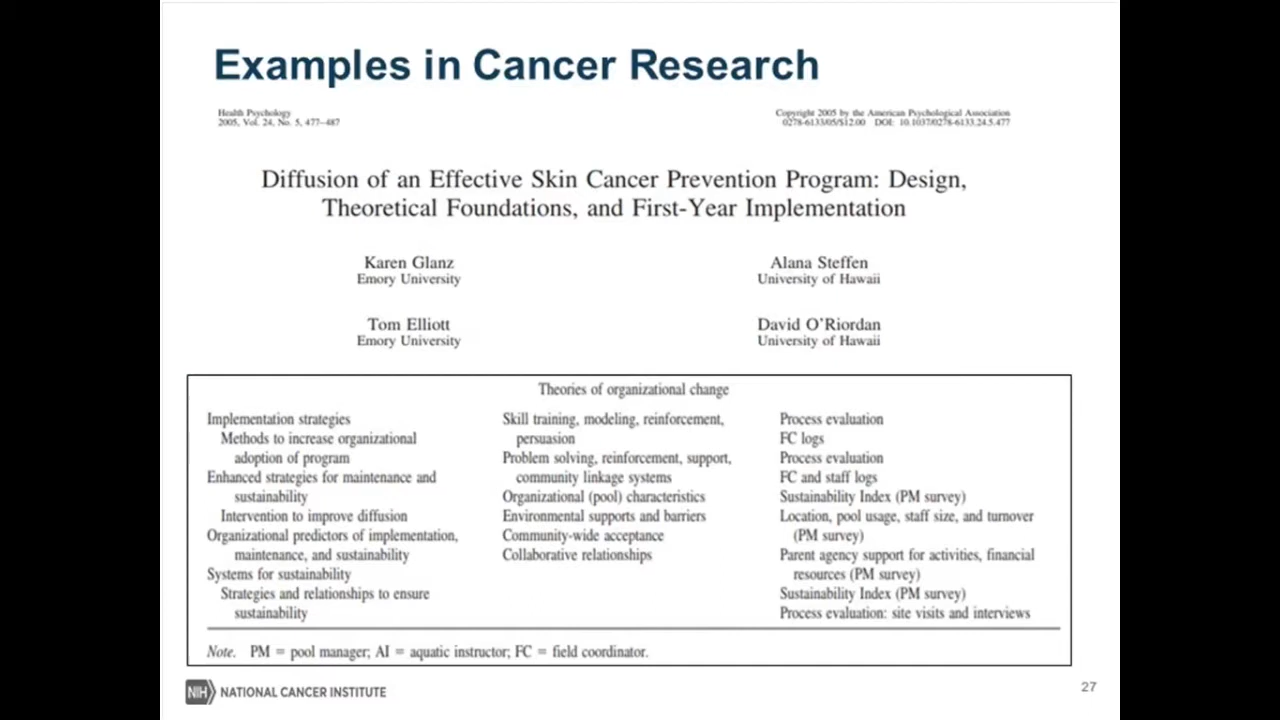 Examples in Cancer Research
Health Psychology
2005, Vol. 24, No. 5, 477–487
Copyright 2005 by the American Psychological Association
0278-6133/05/$12.00 DOI: 10.1037/0278-6133.24.5.477
Diffusion of an Effective Skin Cancer Prevention Program: Design,
Theoretical Foundations, and First-Year Implementation
Karen Glanz
Emory University
Alana Steffen
University of Hawaii
Tom Elliott
Emory University
David O'Riordan
University of Hawaii
Theories of organizational change
Implementation strategies
Methods to increase organizational
adoption of program
Enhanced strategies for maintenance and
sustainability
Intervention to improve diffusion
Organizational predictors of implementation,
maintenance, and sustainability
Systems for sustainability
Strategies and relationships to ensure
sustainability
Skill training, modeling, reinforcement,
persuasion
Problem solving, reinforcement, support,
community linkage systems
Organizational (pool) characteristics
Environmental supports and barriers
Community-wide acceptance
Collaborative relationships
Process evaluation
FC logs
Process evaluation
FC and staff logs
Sustainability Index (PM survey)
Location, pool usage, staff size, and turnover
(PM survey)
Parent agency support for activities, financial
resources (PM survey)
Sustainability Index (PM survey)
Process evaluation: site visits and interviews
Note. PM = pool manager; AI = aquatic instructor; FC = field coordinator.
NIH NATIONAL CANCER INSTITUTE
27